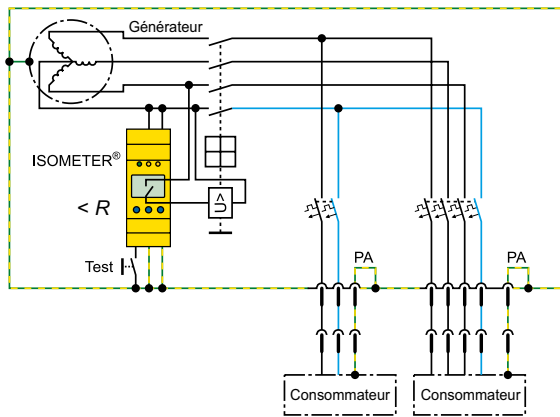 Générateur
ISOMETER®
< R
U<
Test
PA
PA
Consommateur
Consommateur